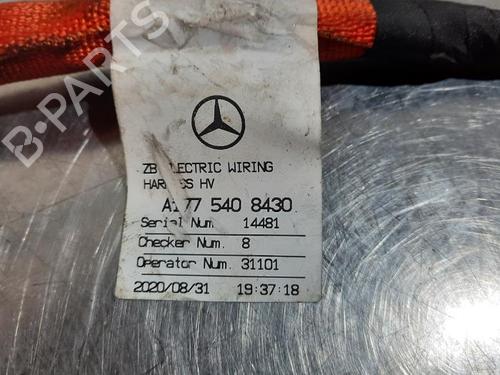 B-PARTS
ZB ELECTRIC WIRING
HARNESS HV
A177 540 8430
Serial Num. 14481
Checker Num. 8
Operator Num. 31101
2020/08/31 19:37:18